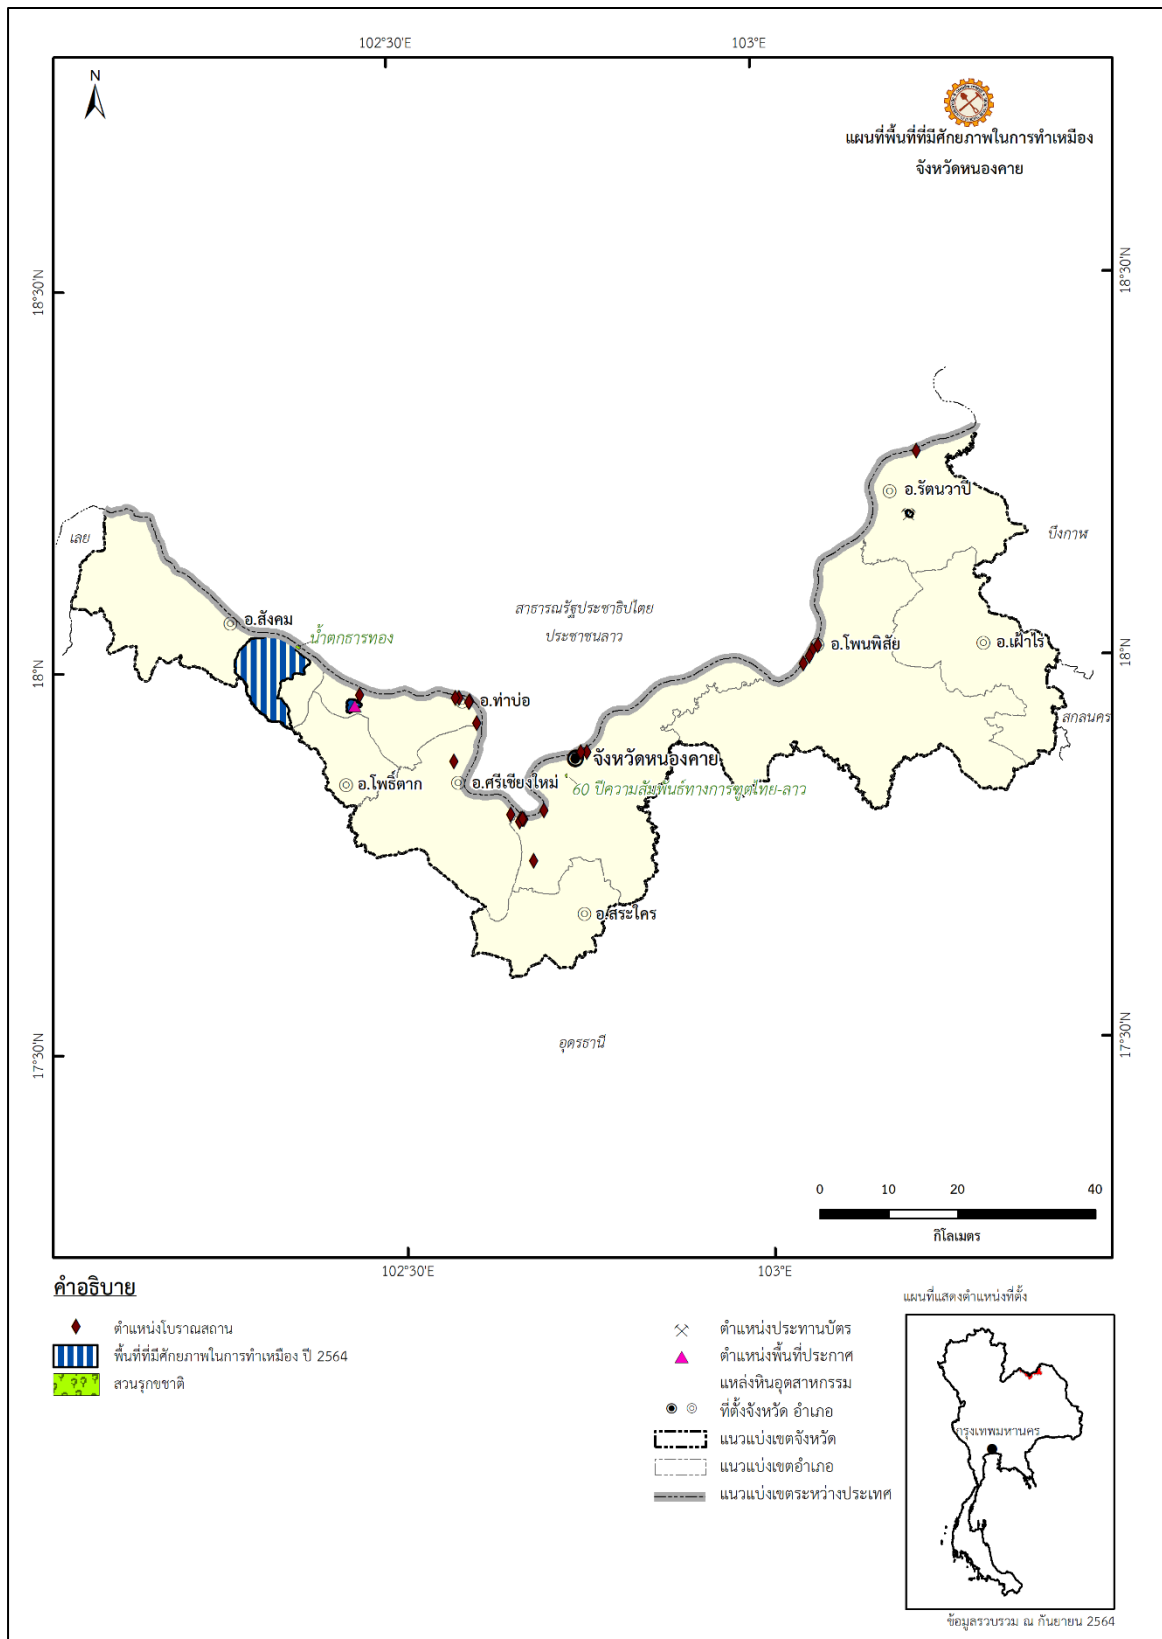 102°30'E
103°E
N
แผนที่พื้นที่ที่มีศักยภาพในการทำเหมือง
จังหวัดหนองคาย
18°30'N
18°30'N
อ.รัตนวาปี
บึงกาฬ
เลย
อ.สังคม
น้ำตกธารทอง
สาธารณรัฐประชาธิปไตย
ประชาชนลาว
อ.โพนพิสัย
อ.เฝ้าไร่
18°N
18°N
อ.ท่าบ่อ
สกลนคร
จังหวัดหนองคาย
อ.โพธิ์ตาก
อ.ศรีเชียงใหม่
60 ปีความสัมพันธ์ทางการฑูตไทย-ลาว
อ.สระใคร
17°30'N
17°30'N
อุดรธานี
0 10 20 40
กิโลเมตร
102°30'E
103°E
คำอธิบาย
ตำแหน่งโบราณสถาน
พื้นที่ที่มีศักยภาพในการทำเหมือง ปี 2564
สวนรุกขชาติ
ตำแหน่งประทานบัตร
ตำแหน่งพื้นที่ประกาศ
แหล่งหินอุตสาหกรรม
ที่ตั้งจังหวัด อำเภอ
แนวแบ่งเขตจังหวัด
แนวแบ่งเขตอำเภอ
แนวแบ่งเขตระหว่างประเทศ
แผนที่แสดงตำแหน่งที่ตั้ง
กรุงเทพมหานคร
ข้อมูลรวบรวม ณ กันยายน 2564